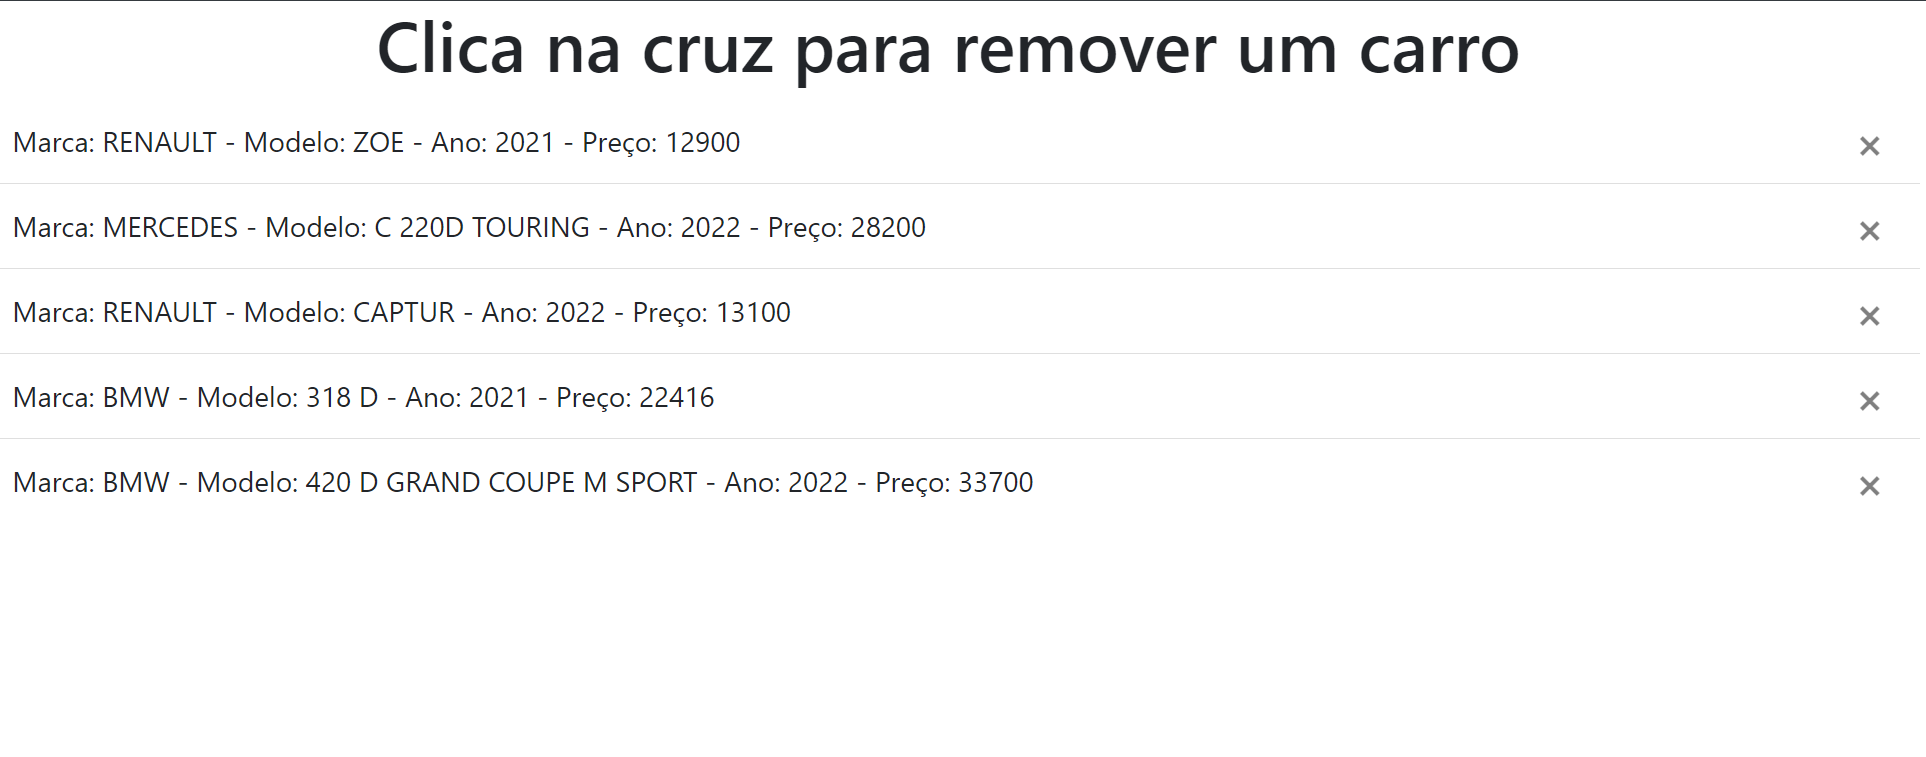 Clica na cruz para remover um carro
Marca: RENAULT - Modelo: ZOE - Ano: 2021 - Preço: 12900
Marca: MERCEDES - Modelo: C 220D TOURING - Ano: 2022 - Preço: 28200
Marca: RENAULT - Modelo: CAPTUR - Ano: 2022 - Preço: 13100
Marca: BMW - Modelo: 318 D - Ano: 2021 - Preço: 22416
Marca: BMW - Modelo: 420 D GRAND COUPE M SPORT - Ano: 2022 - Preço: 33700